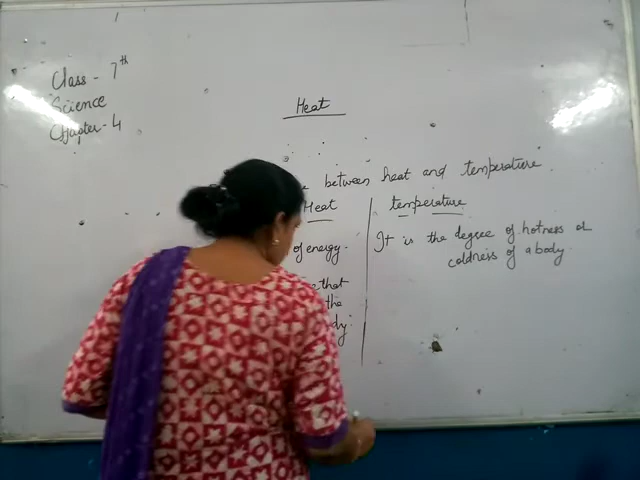 Class - 7th
Science
Chapter - 4
Heat
between heat and temperature
Heat
of energy.
that
the
temperature
It is the degree of hotness or
coldness of a body.